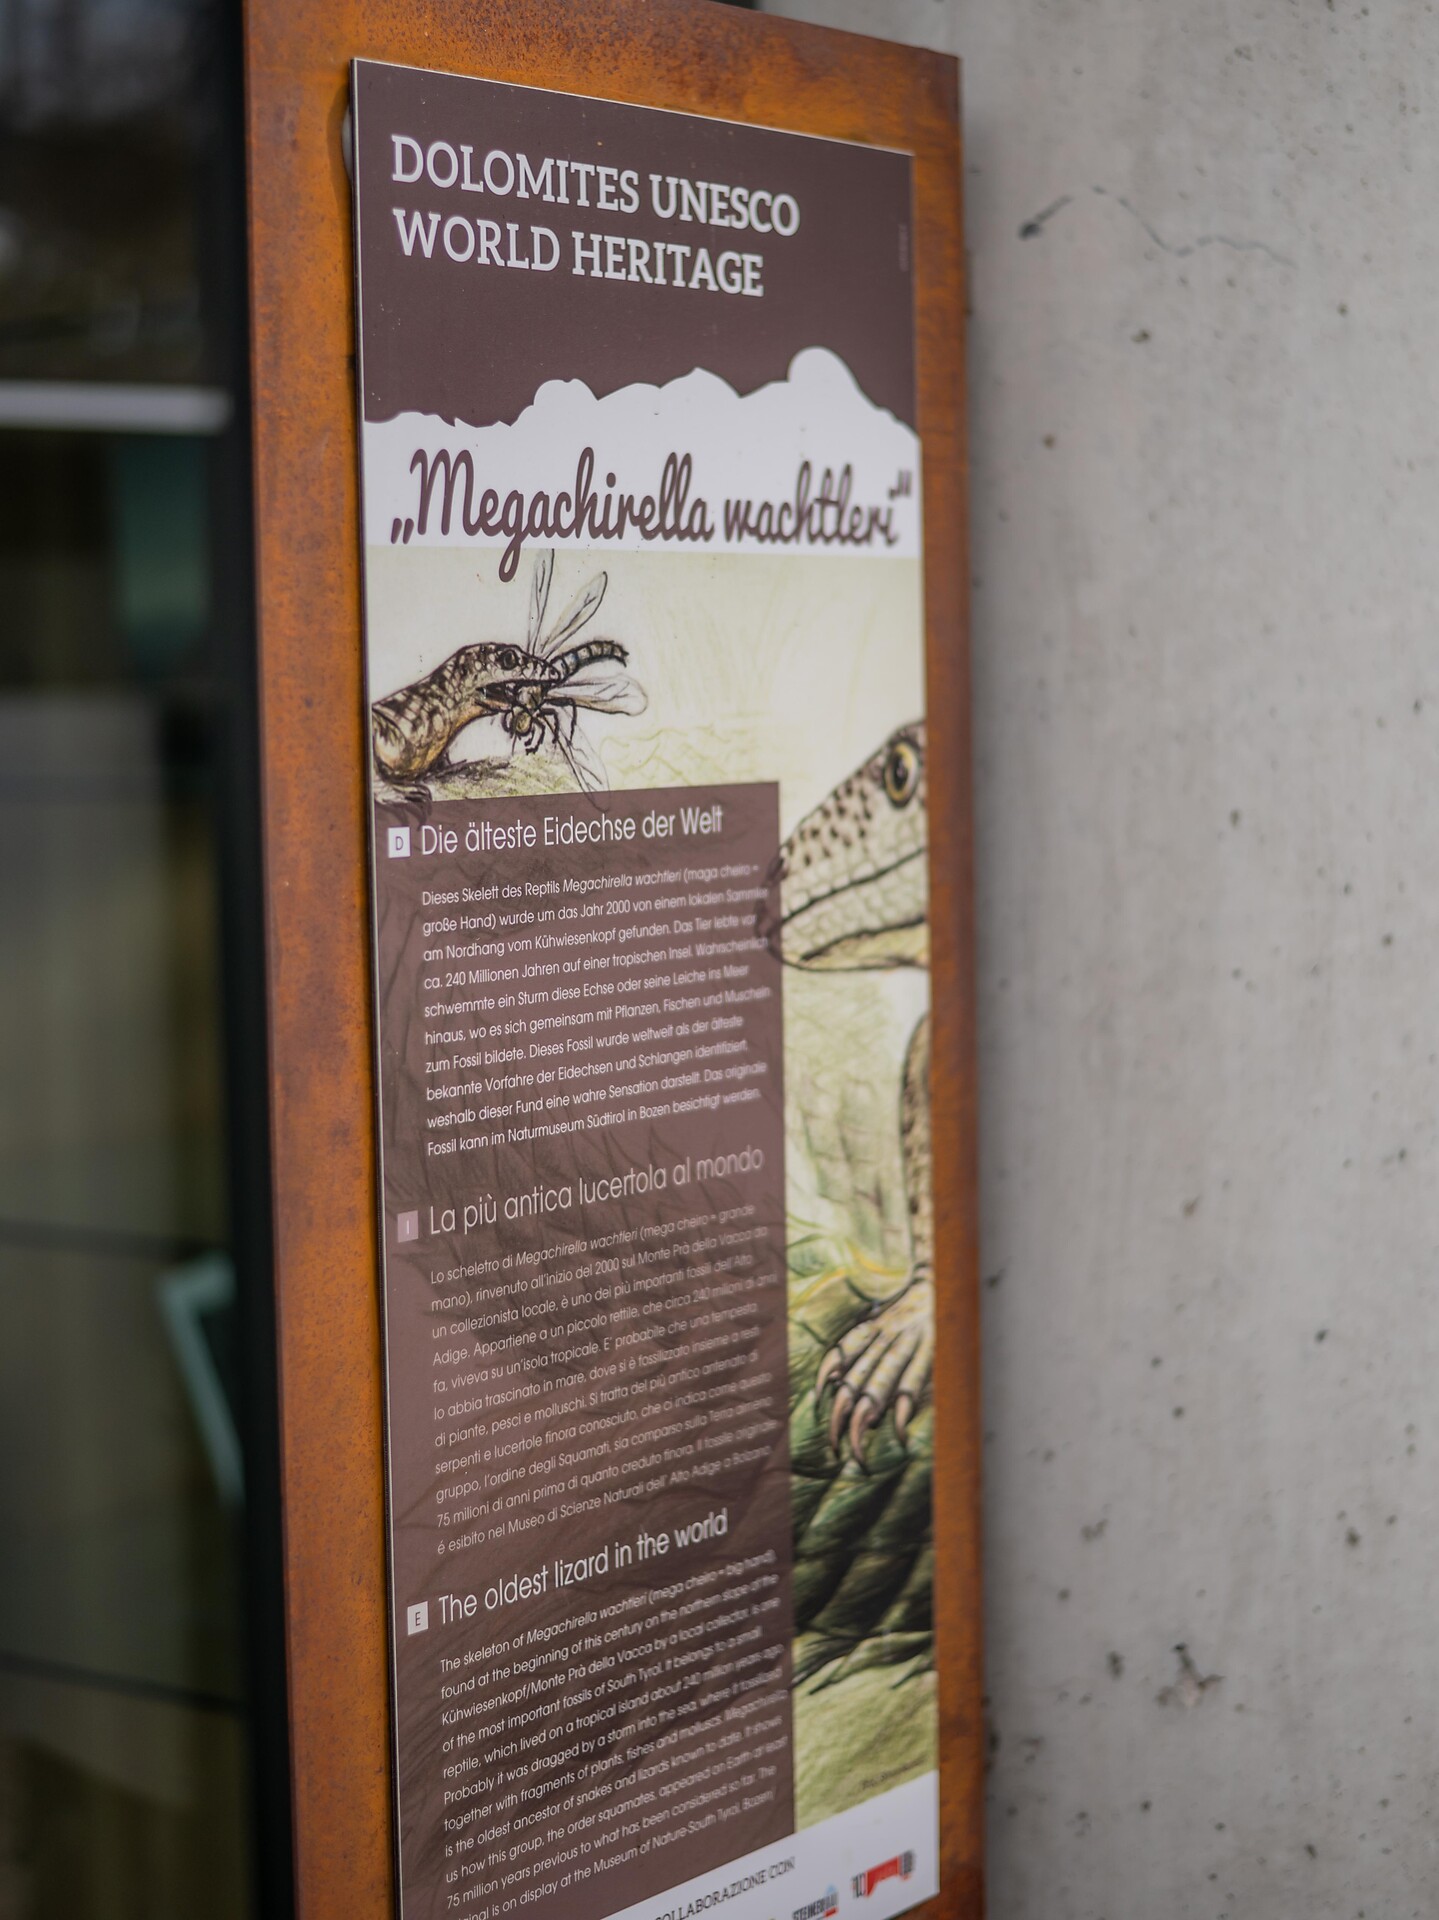 DOLOMITES UNESCO
WORLD HERITAGE
„Megachirella wachtleri“
D Die älteste Eidechse der Welt
Dieses Skelett des Reptils Megachirella wachtleri (maga cheiro =
große Hand) wurde um das Jahr 2000 von einem lokalen Sammler
am Nordhang vom Kühwiesenkopf gefunden. Das Tier lebte vor
ca. 240 Millionen Jahren auf einer tropischen Insel. Wahrscheinlich
schwemmte ein Sturm diese Echse oder seine Leiche ins Meer
hinaus, wo es sich gemeinsam mit Pflanzen, Fischen und Muscheln
zum Fossil bildete. Dieses Fossil wurde weltweit als der älteste
bekannte Vorfahre der Eidechsen und Schlangen identifiziert,
weshalb dieser Fund eine wahre Sensation darstellt. Das originale
Fossil kann im Naturmuseum Südtirol in Bozen besichtigt werden.
I La più antica lucertola al mondo
Lo scheletro di Megachirella wachtleri (mega cheiro = grande
mano), rinvenuto all'inizio del 2000 sul Monte Prà della Vacca da
un collezionista locale, è uno dei più importanti fossili dell'Alto
Adige. Appartiene a un piccolo rettile, che circa 240 milioni di anni
fa, viveva su un'isola tropicale. E' probabile che una tempesta
lo abbia trascinato in mare, dove si è fossilizzato insieme a resti
di piante, pesci e molluschi. Si tratta del più antico antenato di
serpenti e lucertole finora conosciuto, che ci indica come questo
gruppo, l'ordine degli Squamati, sia comparso sulla Terra almeno
75 milioni di anni prima di quanto creduto finora. Il fossile originale
é esibito nel Museo di Scienze Naturali dell' Alto Adige a Bolzano
E The oldest lizard in the world
The skeleton of Megachirella wachtleri (mega cheiro = big hand),
found at the beginning of this century on the northern slope of the
Kühwiesenkopf/Monte Prà della Vacca by a local collector, is one
of the most important fossils of South Tyrol. It belongs to a small
reptile, which lived on a tropical island about 240 million years ago.
Probably it was dragged by a storm into the sea, where it fossilized
together with fragments of plants, fishes and molluscs. Megachirella
is the oldest ancestor of snakes and lizards known to date. It shows
us how this group, the order squamates, appeared on Earth at least
75 million years previous to what has been considered so far. The
is on display at the Museum of Nature-South Tyrol, Bozen/
COLLABORAZIONE CON